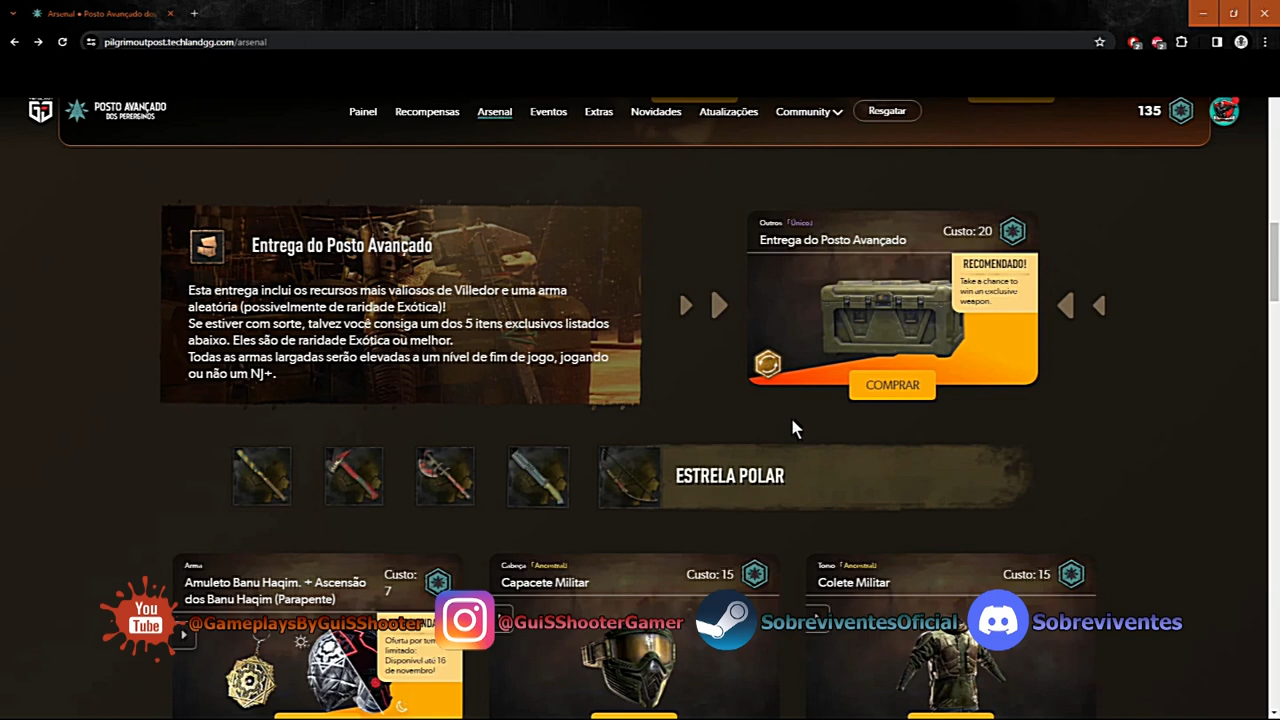 Arsenal ● Posto Avançado dos
pilgrimoutpost.techlandgg.com/arsenal
GG
POSTO AVANÇADO
DOS PEREGRINOS
Painel Recompensas Arsenal Eventos Extras Novidades Atualizações Community Resgatar
135
Entrega do Posto Avançado
Esta entrega inclui os recursos mais valiosos de Villedor e uma arma
aleatória (possivelmente de raridade Exótica)!
Se estiver com sorte, talvez você consiga um dos 5 itens exclusivos listados
abaixo. Eles são de raridade Exótica ou melhor.
Todas as armas largadas serão elevadas a um nível de fim de jogo, jogando
ou não um NJ+.
Outros 「Único」
Entrega do Posto Avançado
Custo: 20
RECOMENDADO!
Take a chance to
win an exclusive
weapon.
COMPRAR
ESTRELA POLAR
Arma
Amuleto Banu Haqim. + Ascensão
dos Banu Haqim (Parapente)
Custo:
7
Oferta por tem
limitado:
Disponível até 16
de novembro!
Cabeça 「Ancestral」
Capacete Militar
Custo: 15
Torso 「Ancestral」
Colete Militar
Custo: 15
You
Tube
@GameplaysByGuiSShooter
@GuiSShooterGamer
SobreviventesOficial
Sobreviventes